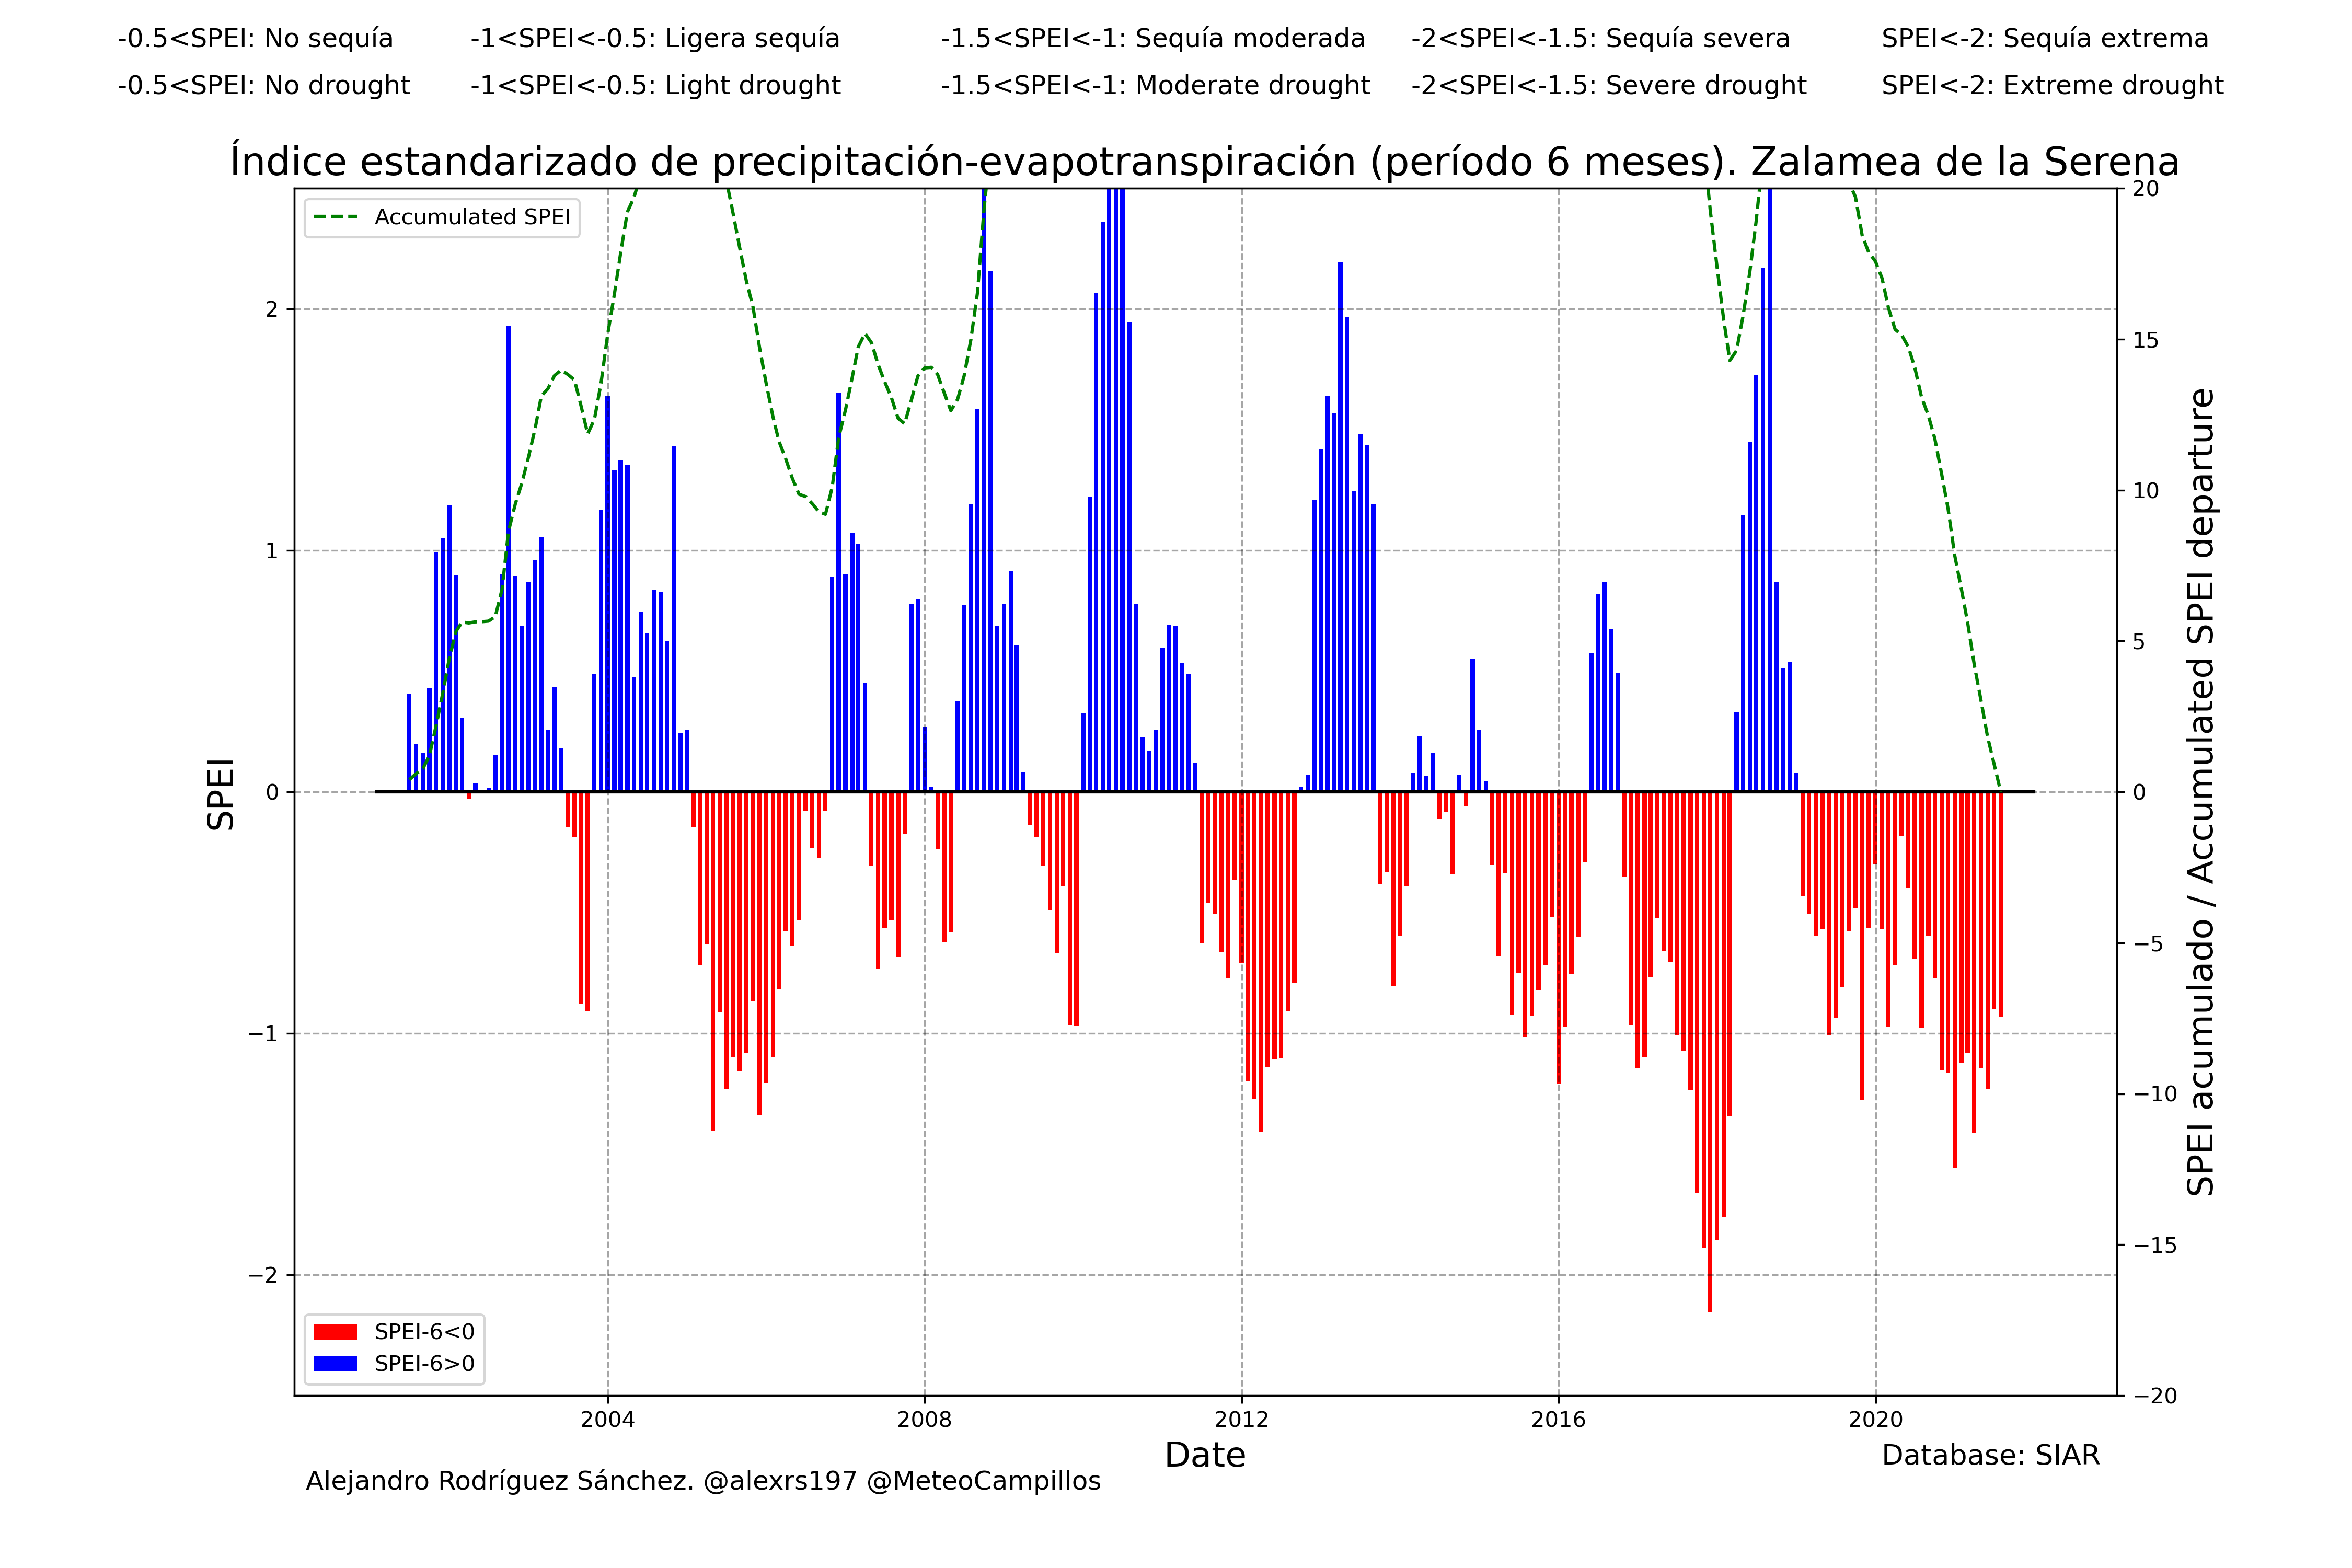 -0.5<SPEI: No sequía -1<SPEI<-0.5: Ligera sequía -1.5<SPEI<-1: Sequía moderada -2<SPEI<-1.5: Sequía severa SPEI<-2: Sequía extrema
-0.5<SPEI: No drought -1<SPEI<-0.5: Light drought -1.5<SPEI<-1: Moderate drought -2<SPEI<-1.5: Severe drought SPEI<-2: Extreme drought
Índice estandarizado de precipitación-evapotranspiración (período 6 meses). Zalamea de la Serena
Accumulated SPEI
SPEI
2
1
0
−1
−2
20
15
10
5
0
−5
−10
−15
−20
SPEI acumulado / Accumulated SPEI departure
SPEI-6<0
SPEI-6>0
2004 2008 2012 2016 2020
Date
Database: SIAR
Alejandro Rodríguez Sánchez. @alexrs197 @MeteoCampillos